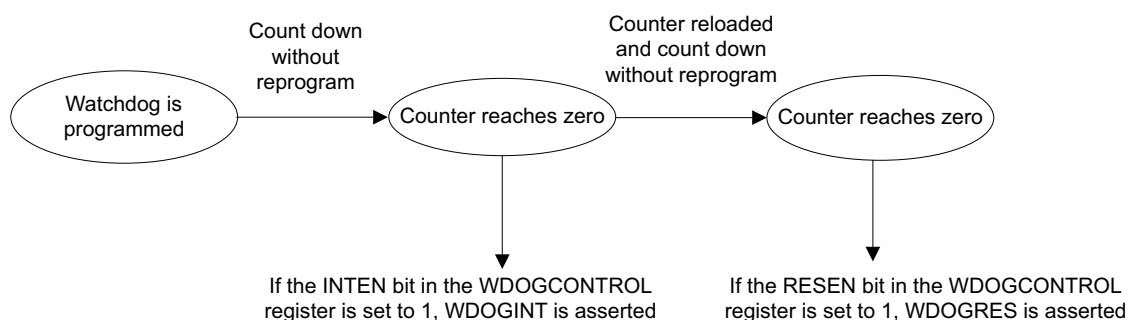 Count down
without
reprogram
Counter reloaded
and count down
without reprogram
Watchdog is
programmed
Counter reaches zero
Counter reaches zero
If the INTEN bit in the WDOGCONTROL
register is set to 1, WDOGINT is asserted
If the RESEN bit in the WDOGCONTROL
register is set to 1, WDOGRES is asserted